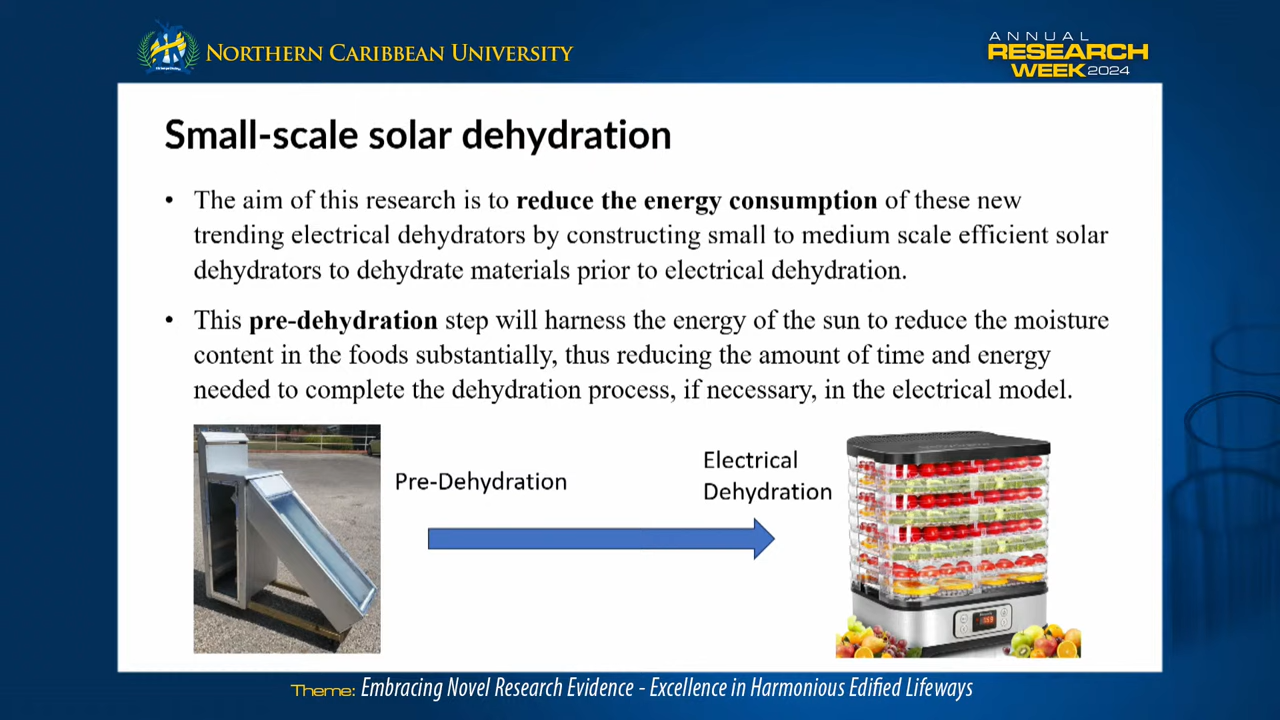 NORTHERN CARIBBEAN UNIVERSITY
ANNUAL
RESEARCH
WEEK 2024
Small-scale solar dehydration
• The aim of this research is to reduce the energy consumption of these new
trending electrical dehydrators by constructing small to medium scale efficient solar
dehydrators to dehydrate materials prior to electrical dehydration.
• This pre-dehydration step will harness the energy of the sun to reduce the moisture
content in the foods substantially, thus reducing the amount of time and energy
needed to complete the dehydration process, if necessary, in the electrical model.
Pre-Dehydration
Electrical
Dehydration
Theme: Embracing Novel Research Evidence - Excellence in Harmonious Edified Lifeways